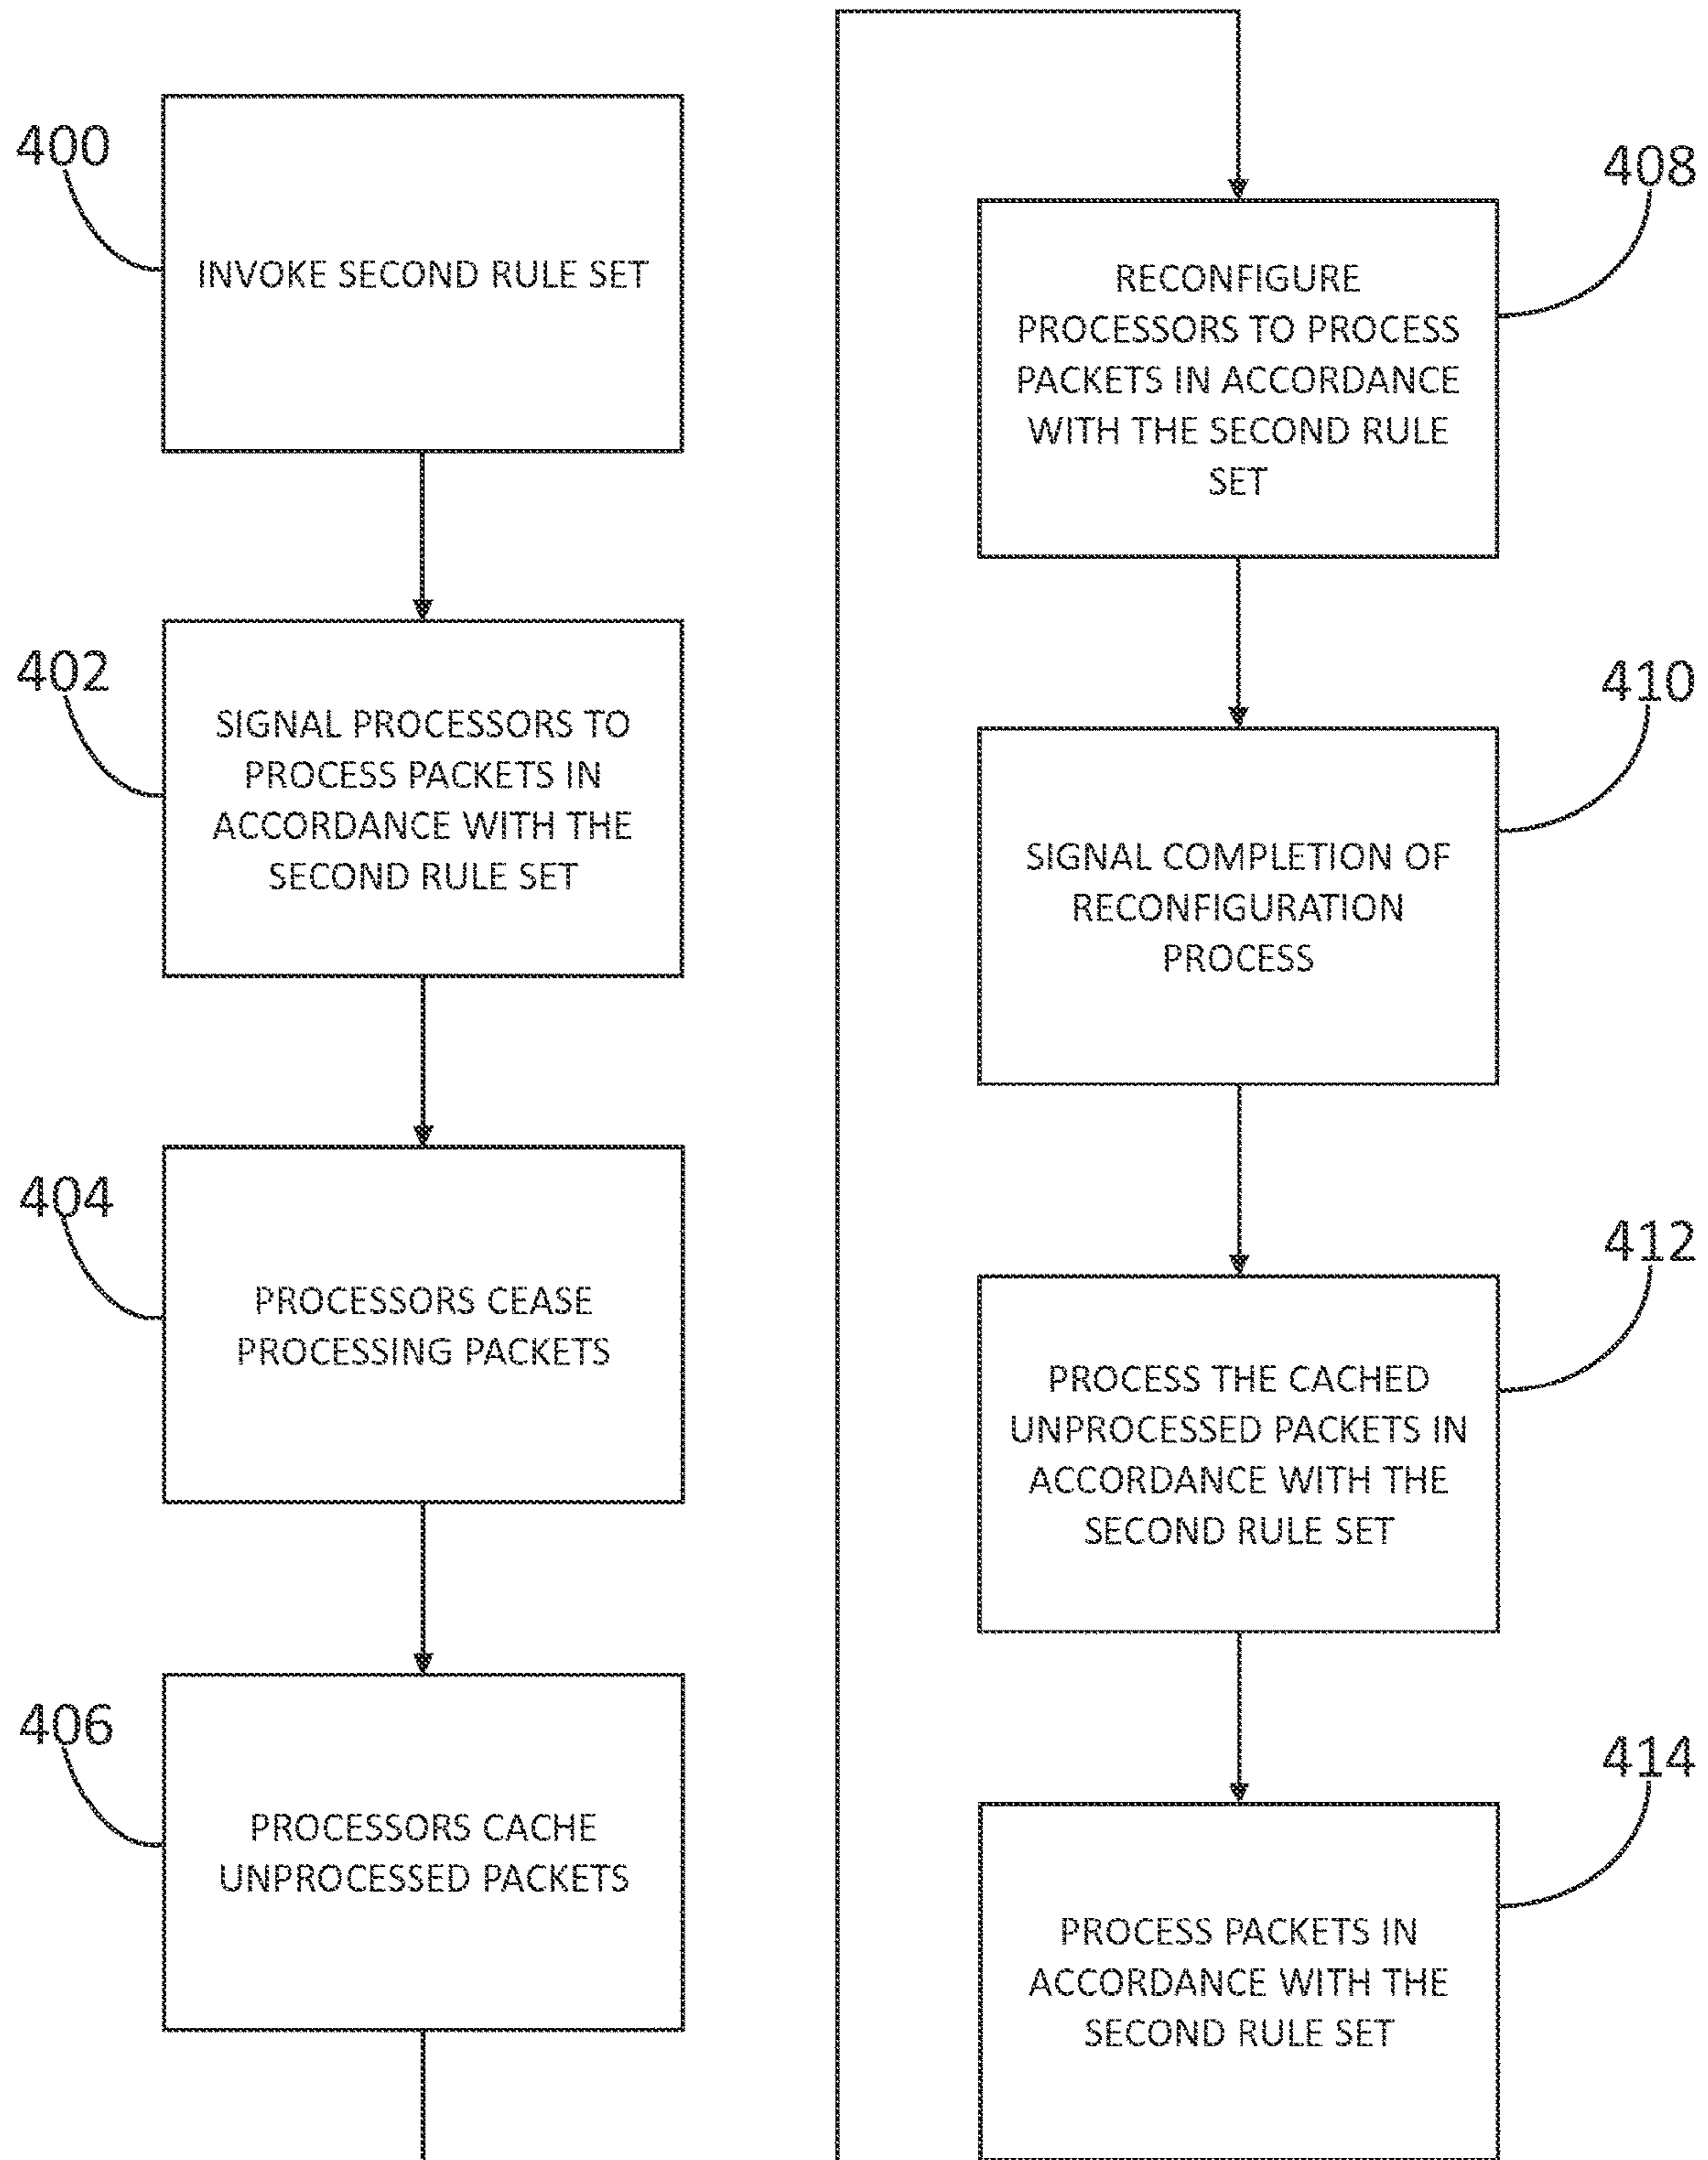 400
INVOKE SECOND RULE SET
402
SIGNAL PROCESSORS TO
PROCESS PACKETS IN
ACCORDANCE WITH THE
SECOND RULE SET
404
PROCESSORS CEASE
PROCESSING PACKETS
406
PROCESSORS CACHE
UNPROCESSED PACKETS
408
RECONFIGURE
PROCESSORS TO PROCESS
PACKETS IN ACCORDANCE
WITH THE SECOND RULE
SET
410
SIGNAL COMPLETION OF
RECONFIGURATION
PROCESS
412
PROCESS THE CACHED
UNPROCESSED PACKETS IN
ACCORDANCE WITH THE
SECOND RULE SET
414
PROCESS PACKETS IN
ACCORDANCE WITH THE
SECOND RULE SET